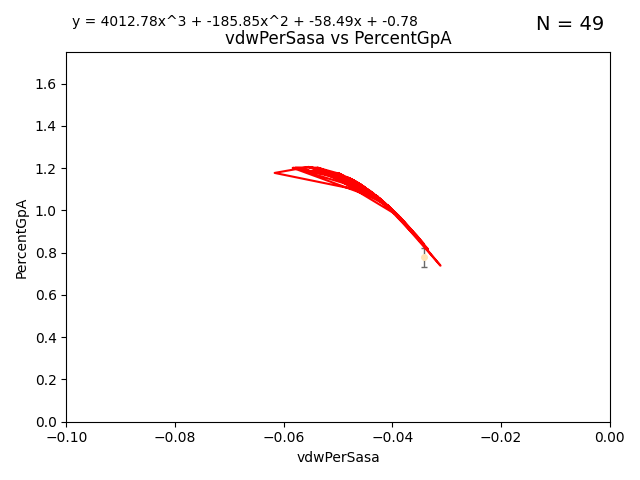 y = 4012.78x^3 + -185.85x^2 + -58.49x + -0.78
N = 49
vdwPerSasa vs PercentGpA
PercentGpA
1.6
1.4
1.2
1.0
0.8
0.6
0.4
0.2
0.0
−0.10 −0.08 −0.06 −0.04 −0.02 0.00
vdwPerSasa